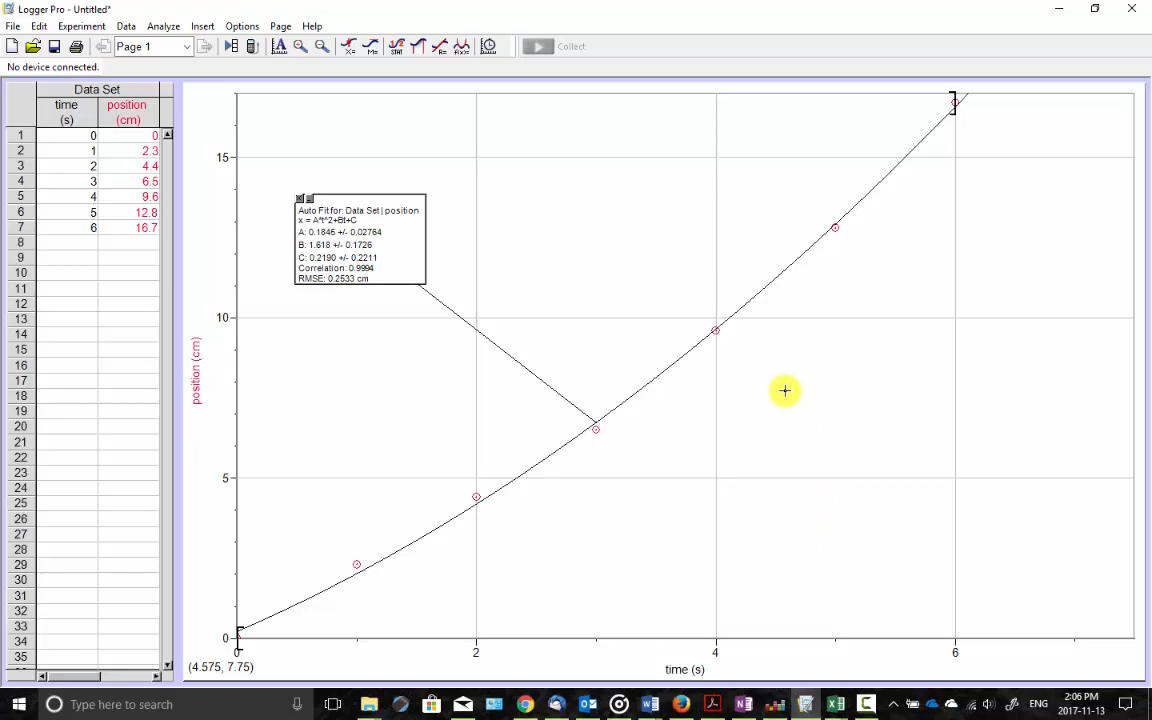 Logger Pro - Untitled*
File Edit Experiment Data Analyze Insert Options Page Help
Page 1
Collect
No device connected.
Data Set
time position
(s) (cm)
1 0 0
2 1 2.3
3 2 4.4
4 3 6.5
5 4 9.6
6 5 12.8
7 6 16.7
8
9
10
11
12
13
14
15
16
17
18
19
20
21
22
23
24
25
26
27
28
29
30
31
32
33
34
35
15
10
5
0
position (cm)
Auto Fit for: Data Set | position
x = A*t^2+Bt+C
A: 0.1845 +/- 0.02764
B: 1.618 +/- 0.1726
C: 0.2190 +/- 0.2211
Correlation: 0.9994
RMSE: 0.2533 cm
0 2 4 6
(4.575, 7.75)
time (s)
Type here to search
ENG
2:06 PM
2017-11-13